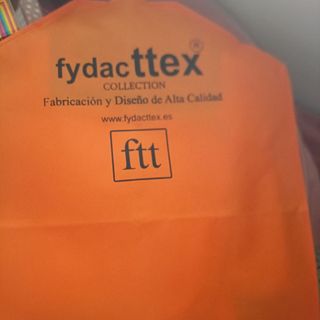 fydacttex®
COLLECTION
Fabricación y Diseño de Alta Calidad
www.fydacttex.es
ftt